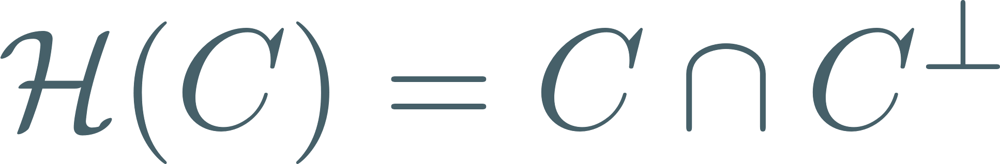 ℋ(C) = C ∩ C^⊥